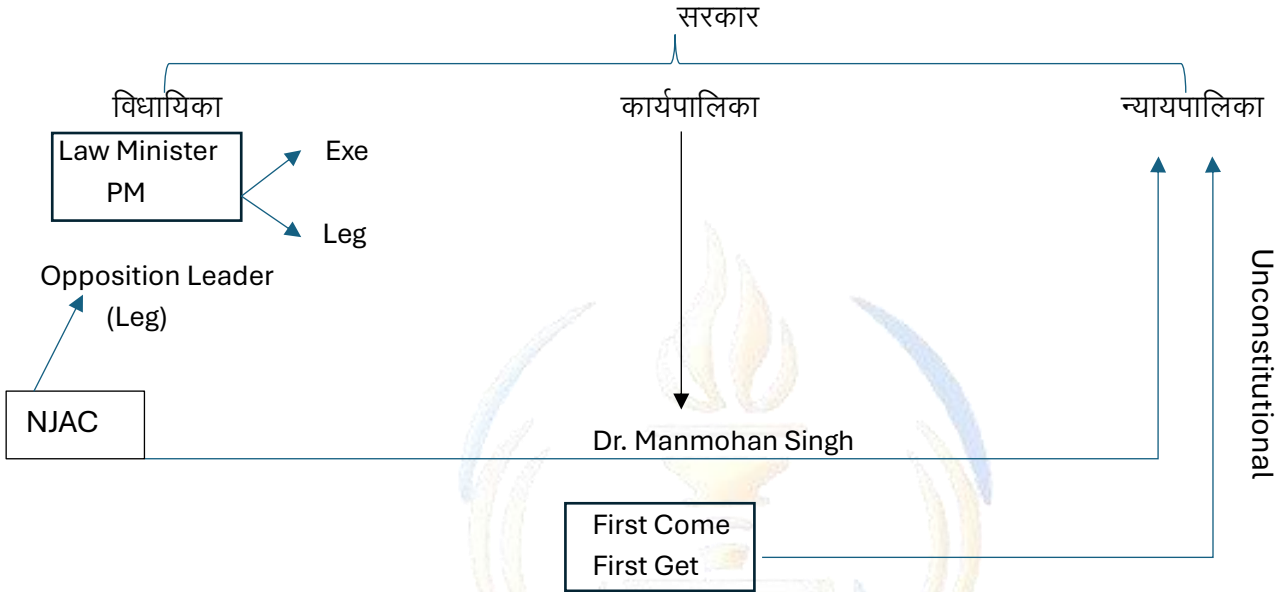 सरकार
विधायिका
कार्यपालिका
न्यायपालिका
Law Minister
PM
Exe
Leg
Opposition Leader
(Leg)
NJAC
Dr. Manmohan Singh
First Come
First Get
Unconstitutional